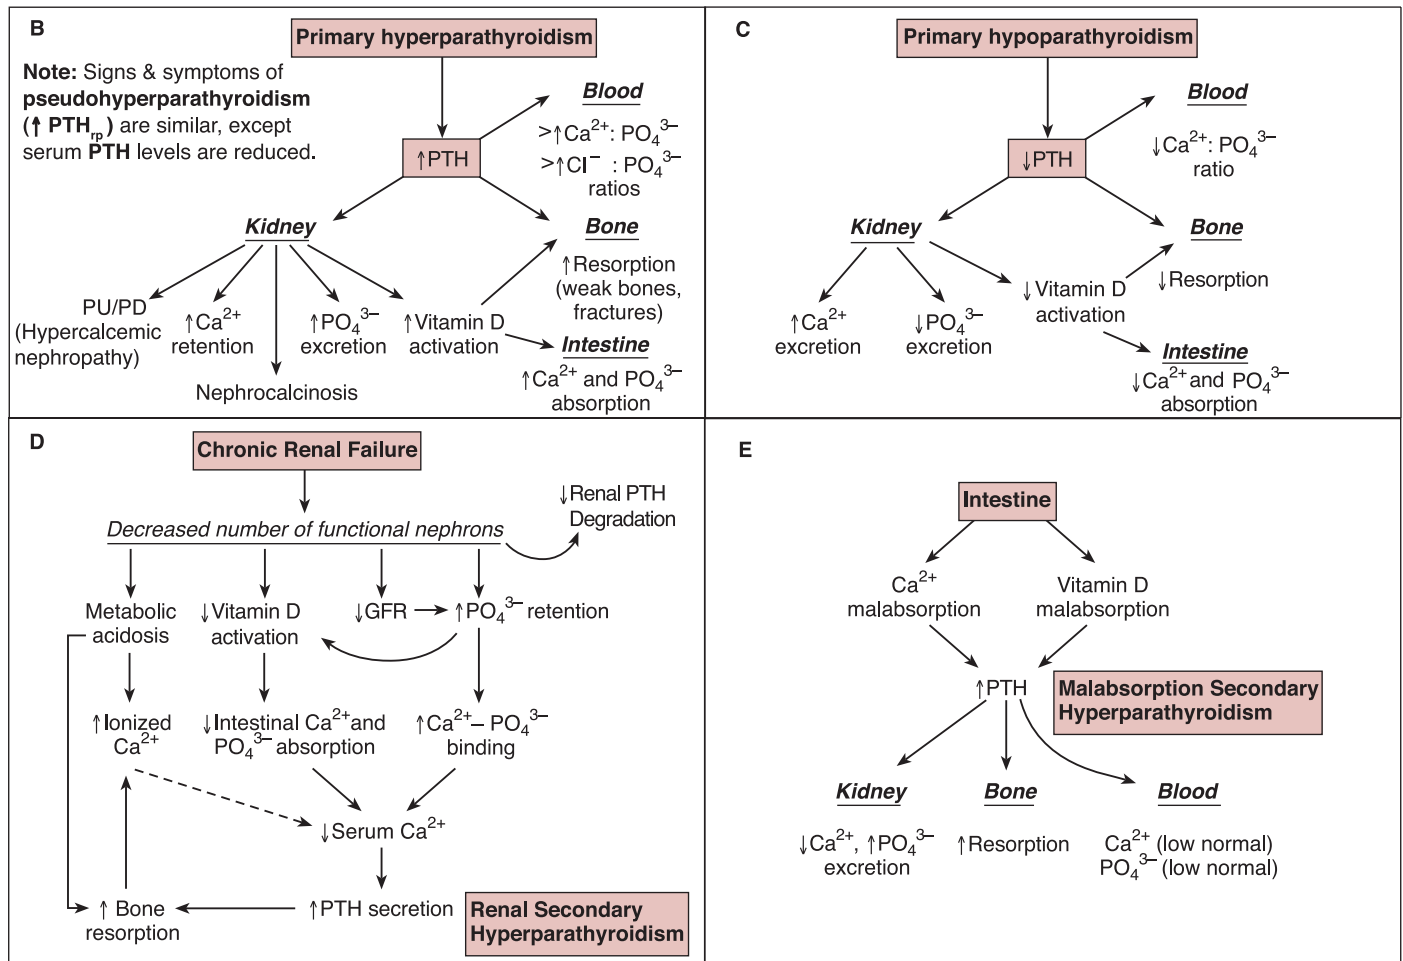 B
Primary hyperparathyroidism
Note: Signs & symptoms of
pseudohyperparathyroidism
(↑ PTHrp) are similar, except
serum PTH levels are reduced.
↑PTH
Blood
>↑Ca2+: PO43–
>↑Cl– : PO43–
ratios
Kidney
Bone
↑Resorption
(weak bones,
fractures)
PU/PD
(Hypercalcemic
nephropathy)
↑Ca2+
retention
Nephrocalcinosis
↑PO43–
excretion
↑Vitamin D
activation
Intestine
↑Ca2+ and PO43–
absorption
C
Primary hypoparathyroidism
↓PTH
Blood
↓Ca2+: PO43–
ratio
Kidney
Bone
↓Resorption
↑Ca2+
excretion
↓PO43–
excretion
↓Vitamin D
activation
Intestine
↓Ca2+ and PO43–
absorption
D
Chronic Renal Failure
Decreased number of functional nephrons
↓Renal PTH
Degradation
Metabolic
acidosis
↓Vitamin D
activation
↓GFR
↑PO43– retention
↑Ionized
Ca2+
↓Intestinal Ca2+and
PO43– absorption
↑Ca2+– PO43–
binding
↓Serum Ca2+
↑ Bone
resorption
↑PTH secretion
Renal Secondary
Hyperparathyroidism
E
Intestine
Ca2+
malabsorption
Vitamin D
malabsorption
↑PTH
Malabsorption Secondary
Hyperparathyroidism
Kidney
Bone
Blood
↓Ca2+, ↑PO43–
excretion
↑Resorption
Ca2+ (low normal)
PO43– (low normal)